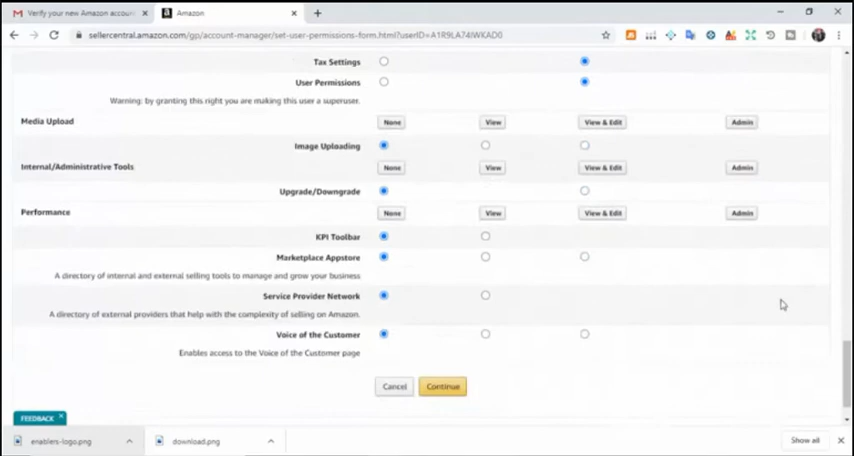 Verify your new Amazon account
Amazon
sellercentral.amazon.com/gp/account-manager/set-user-permissions-form.html?userID=A1R9LA74IWKAD0
Tax Settings
User Permissions
Warning: by granting this right you are making this user a superuser.
Media Upload None View View & Edit Admin
Image Uploading
Internal/Administrative Tools None View View & Edit Admin
Upgrade/Downgrade
Performance None View View & Edit Admin
KPI Toolbar
Marketplace Appstore
A directory of internal and external selling tools to manage and grow your business
Service Provider Network
A directory of external providers that help with the complexity of selling on Amazon.
Voice of the Customer
Enables access to the Voice of the Customer page
Cancel Continue
FEEDBACK
enablers-logo.png download.png Show all